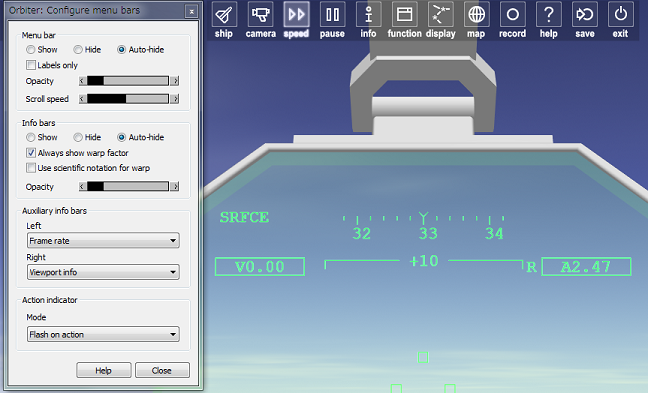 Orbiter: Configure menu bars
x
Menu bar
Show Hide Auto-hide
Labels only
Opacity
Scroll speed
Info bars
Show Hide Auto-hide
Always show warp factor
Use scientific notation for warp
Opacity
Auxiliary info bars
Left
Frame rate
Right
Viewport info
Action indicator
Mode
Flash on action
Help Close
ship camera speed pause info function display map record help save exit
SRFCE
32 33 34
V0.00 +10 R A2.47